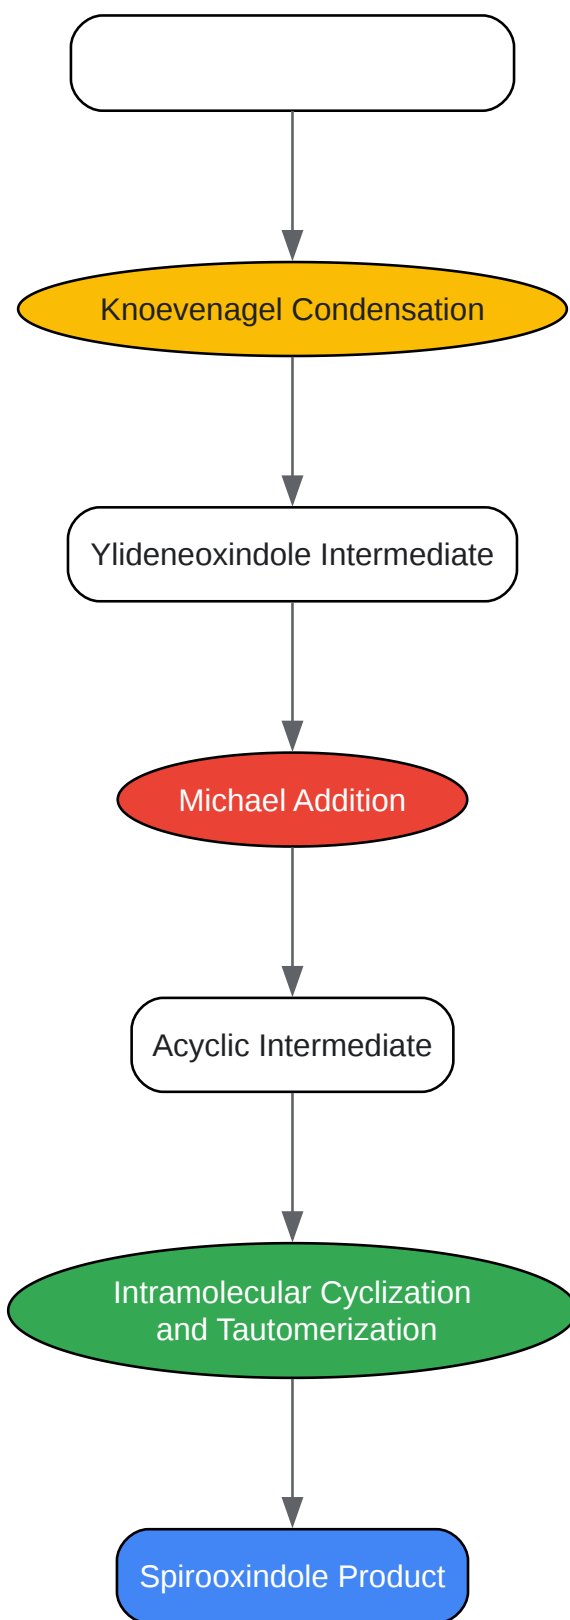 Knoevenagel Condensation
Ylideneoxindole Intermediate
Michael Addition
Acyclic Intermediate
Intramolecular Cyclization
and Tautomerization
Spirooxindole Product